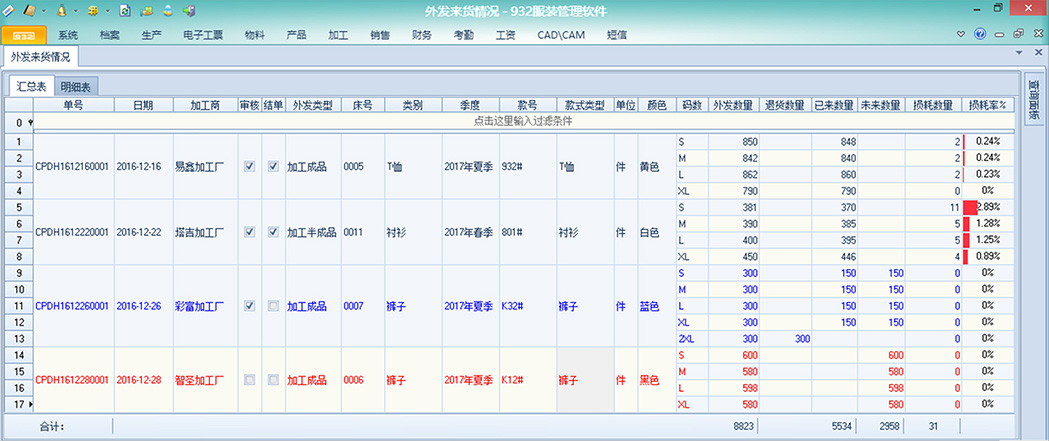 外发来货情况 - 932服装管理软件
系统 档案 生产 电子工票 物料 产品 加工 销售 财务 考勤 工资 CAD\CAM 短信
外发来货情况
汇总表 明细表
单号 日期 加工商 审核 结单 外发类型 床号 类别 季度 款号 款式类型 单位 颜色 码数 外发数量 退货数量 已来数量 未来数量 损耗数量 损耗率%
0 点击这里输入过滤条件
1 S 850 848 2 0.24%
2 CPDH1612160001 2016-12-16 易鑫加工厂 加工成品 0005 T恤 2017年夏季 932# T恤 件 黄色 M 842 840 2 0.24%
3 L 862 860 2 0.23%
4 XL 790 790 0 0%
5 S 381 370 11 2.89%
6 CPDH1612220001 2016-12-22 塔吉加工厂 加工半成品 0011 衬衫 2017年春季 801# 衬衫 件 白色 M 390 385 5 1.28%
7 L 400 395 5 1.25%
8 XL 450 446 4 0.89%
9 S 300 150 150 0 0%
10 M 300 150 150 0 0%
11 CPDH1612260001 2016-12-26 彩富加工厂 加工成品 0007 裤子 2017年夏季 K32# 裤子 件 蓝色 L 300 150 150 0 0%
12 XL 300 150 150 0 0%
13 2XL 300 300 0 0%
14 S 600 600 0 0%
15 CPDH1612280001 2016-12-28 智圣加工厂 加工成品 0006 裤子 2017年夏季 K12# 裤子 件 黑色 M 580 580 0 0%
16 L 598 598 0 0%
17 XL 580 580 0 0%
合计: 8823 5534 2958 31